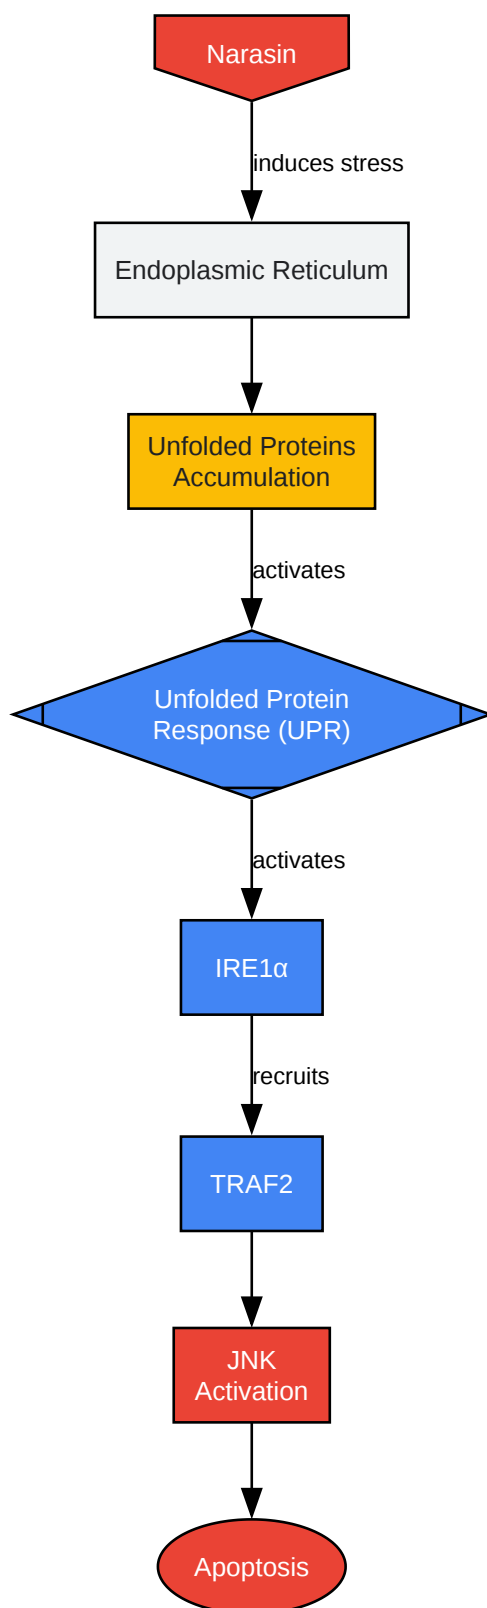 Narasin
induces stress
Endoplasmic Reticulum
Unfolded Proteins
Accumulation
activates
Unfolded Protein
Response (UPR)
activates
IRE1α
recruits
TRAF2
JNK
Activation
Apoptosis